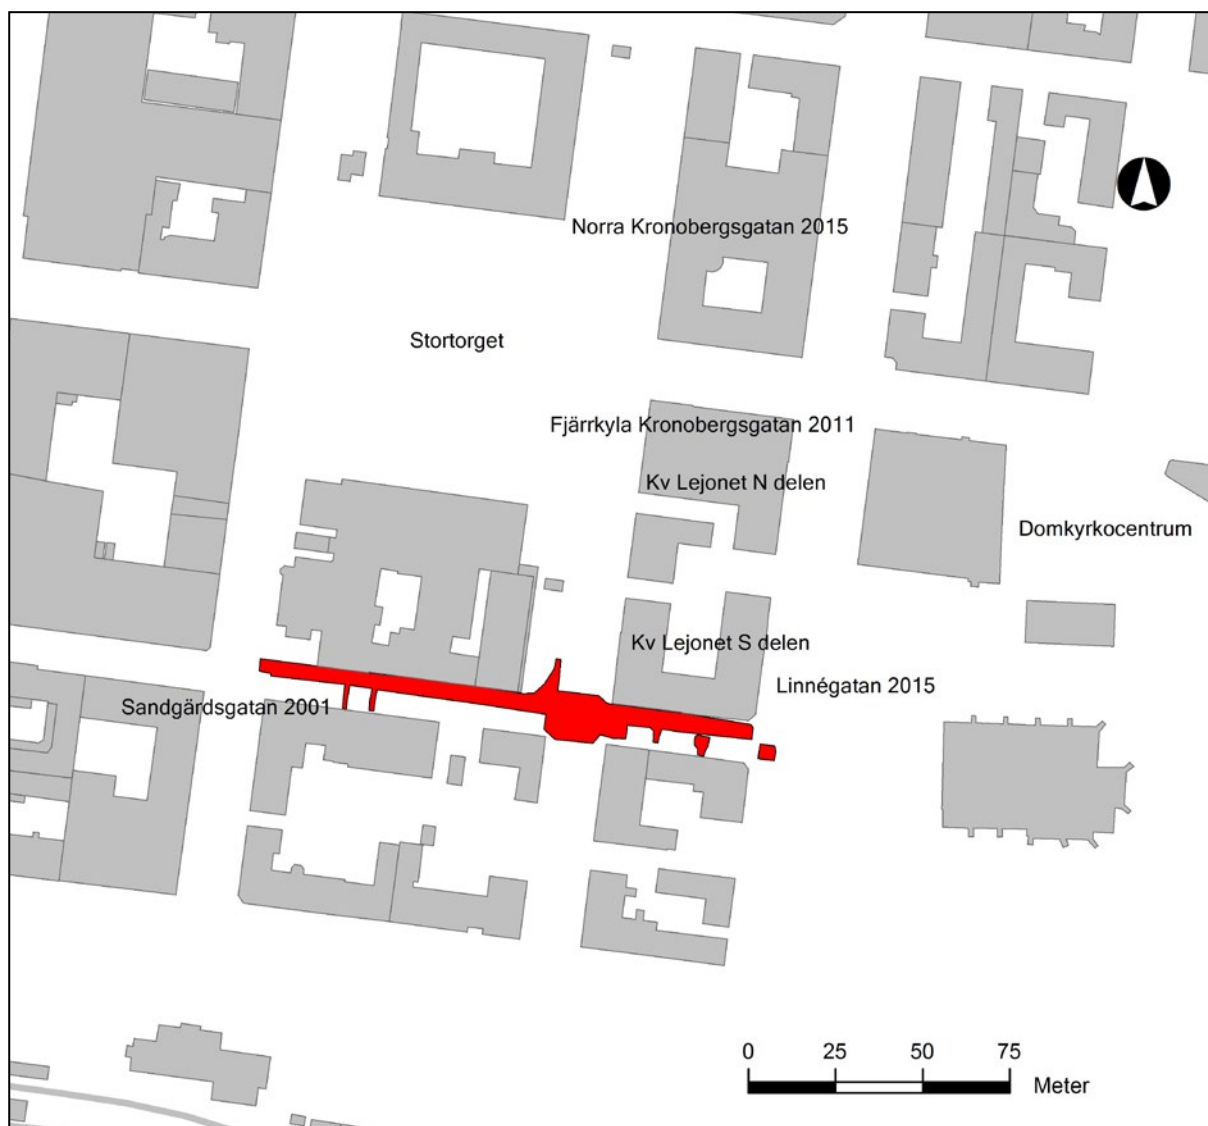 Norra Kronobergsgatan 2015
Stortorget
Fjärrkyla Kronobergsgatan 2011
Kv Lejonet N delen
Domkyrkocentrum
Kv Lejonet S delen
Linnégatan 2015
Sandgärdsgatan 2001
0 25 50 75
Meter